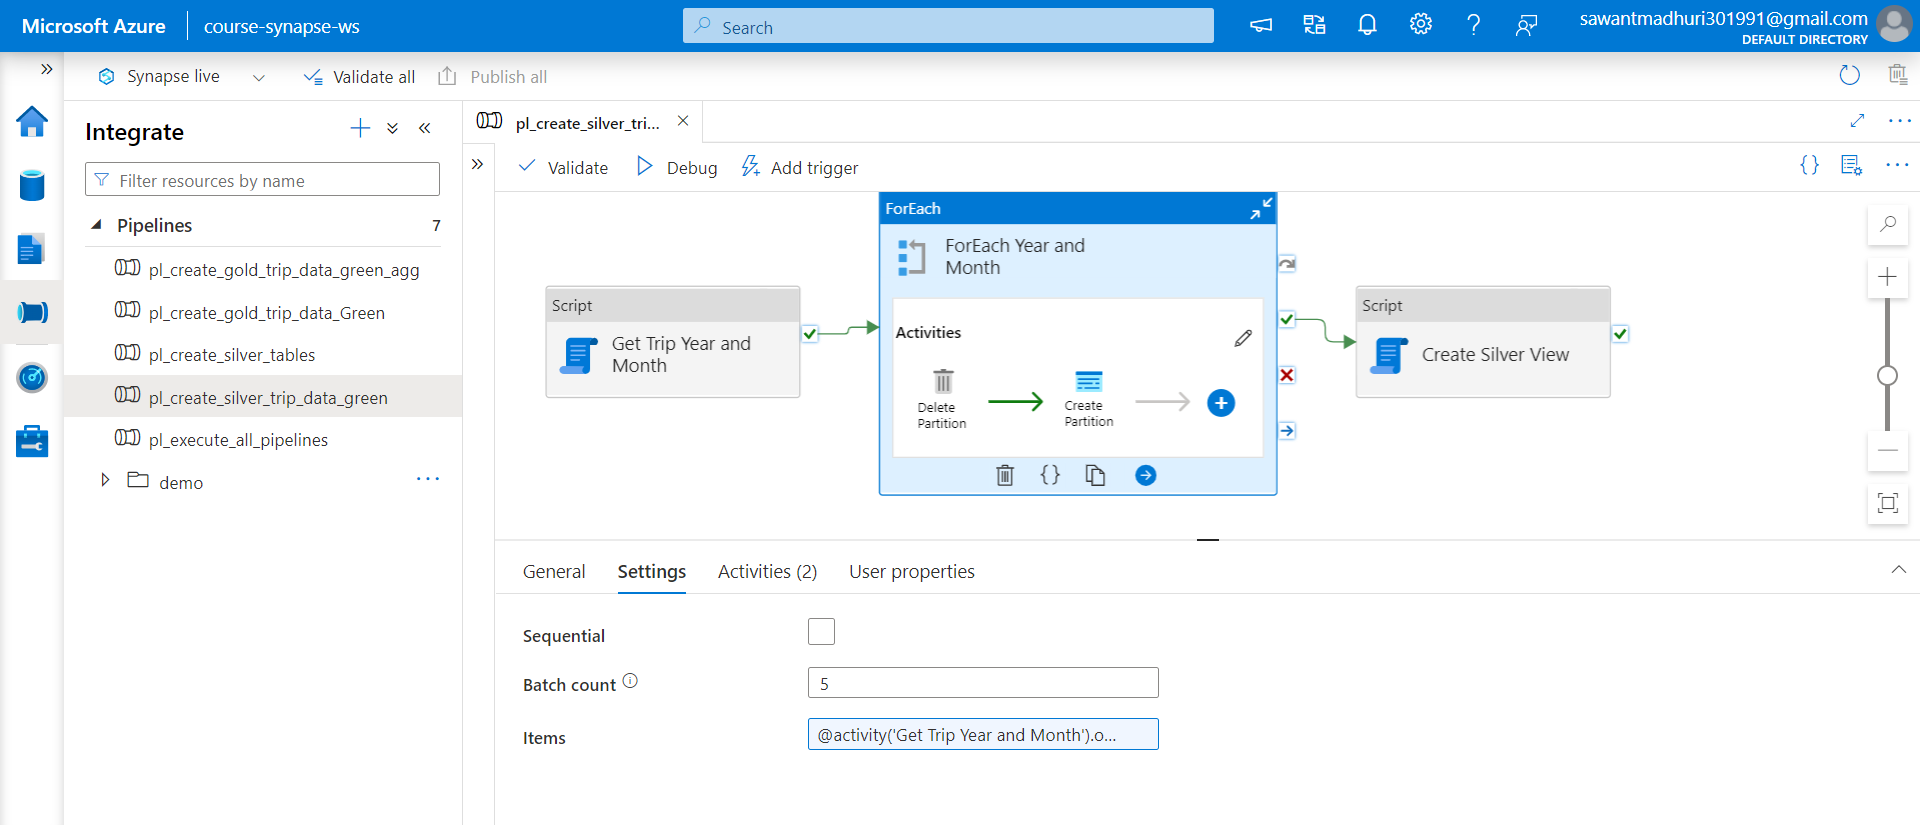 Microsoft Azure
course-synapse-ws
Search
sawantmadhuri301991@gmail.com
DEFAULT DIRECTORY
Synapse live
Validate all
Publish all
Integrate
Filter resources by name
Pipelines
7
pl_create_gold_trip_data_green_agg
pl_create_gold_trip_data_Green
pl_create_silver_tables
pl_create_silver_trip_data_green
pl_execute_all_pipelines
demo
pl_create_silver_tri...
Validate
Debug
Add trigger
Script
Get Trip Year and
Month
ForEach
ForEach Year and
Month
Activities
Delete
Partition
Create
Partition
Script
Create Silver View
General
Settings
Activities (2)
User properties
Sequential
Batch count
5
Items
@activity('Get Trip Year and Month').o...